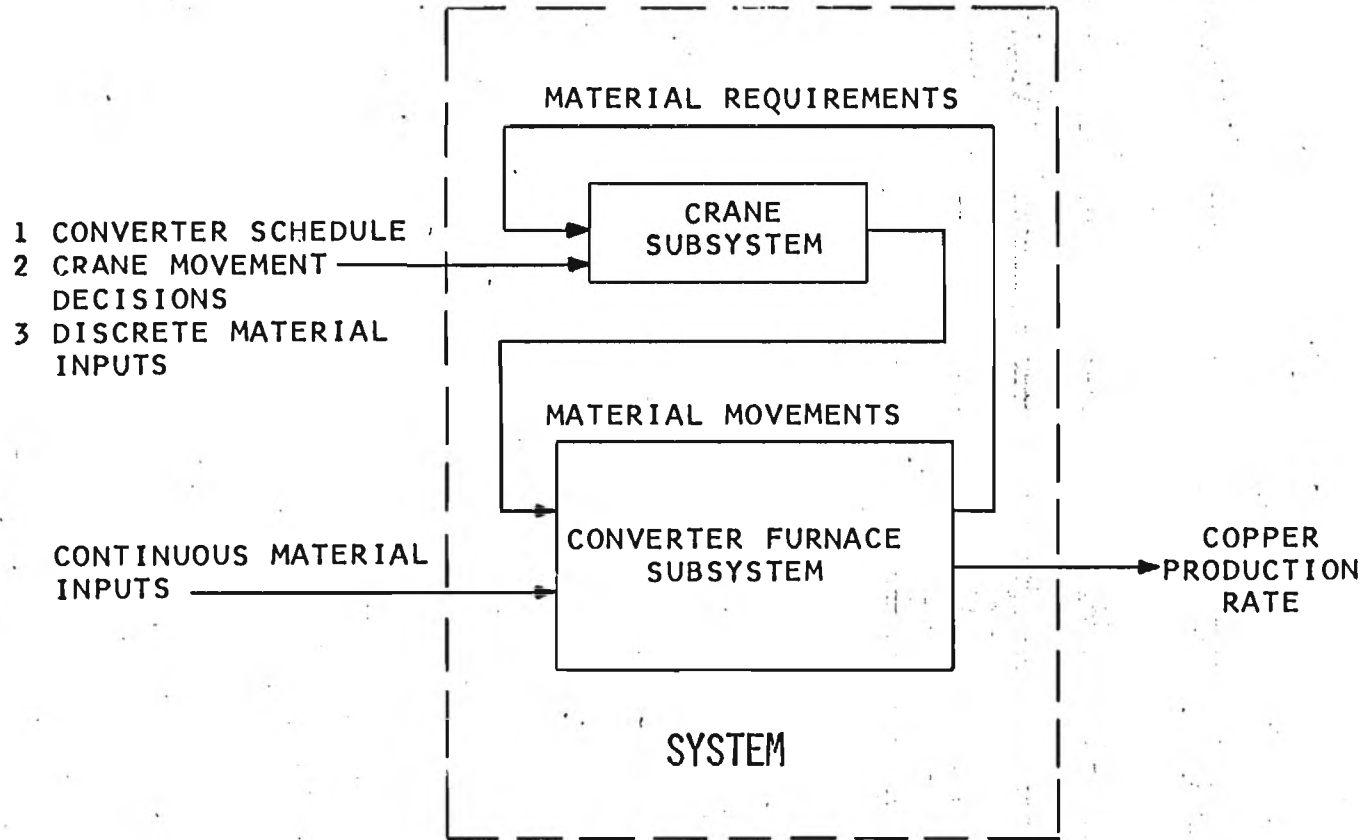 MATERIAL REQUIREMENTS
CRANE
SUBSYSTEM
1 CONVERTER SCHEDULE
2 CRANE MOVEMENT
DECISIONS
3 DISCRETE MATERIAL
INPUTS
MATERIAL MOVEMENTS
CONVERTER FURNACE
SUBSYSTEM
CONTINUOUS MATERIAL
INPUTS
COPPER
PRODUCTION
RATE
SYSTEM